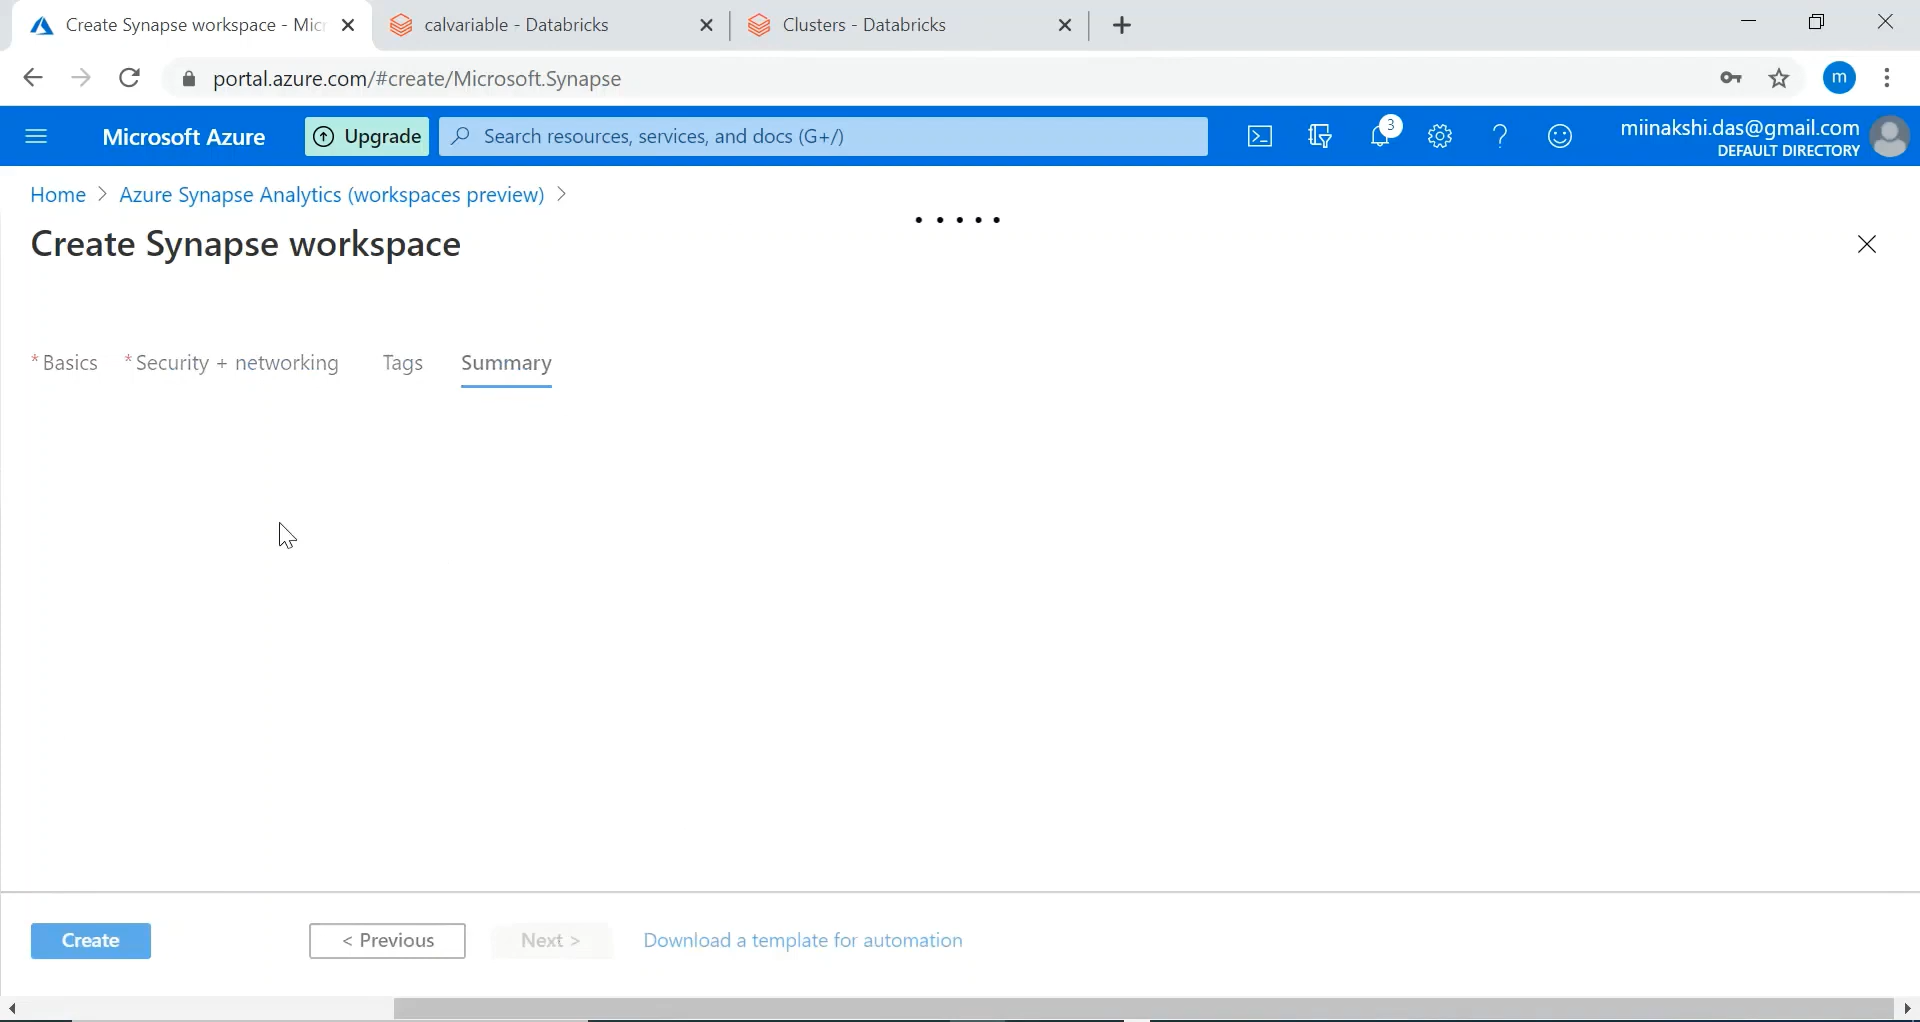 Create Synapse workspace - Micr
calvariable - Databricks
Clusters - Databricks
portal.azure.com/#create/Microsoft.Synapse
m
Microsoft Azure
Upgrade
Search resources, services, and docs (G+/)
3
miinakshi.das@gmail.com
DEFAULT DIRECTORY
Home > Azure Synapse Analytics (workspaces preview) >
Create Synapse workspace
* Basics
* Security + networking
Tags
Summary
Create
< Previous
Next >
Download a template for automation